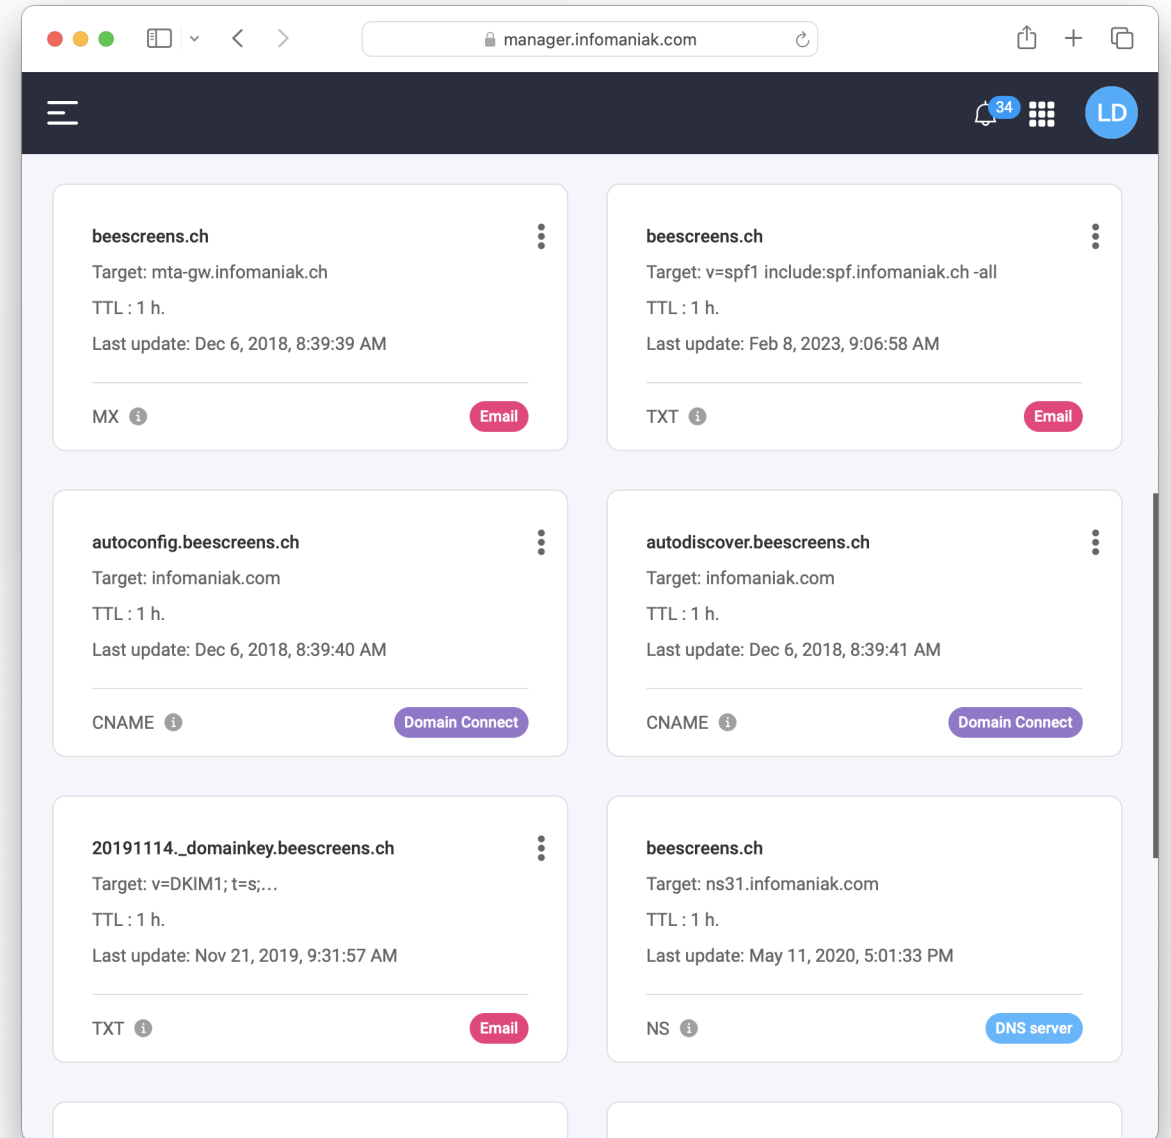 manager.infomaniak.com
34
LD
beescreens.ch
Target: mta-gw.infomaniak.ch
TTL : 1 h.
Last update: Dec 6, 2018, 8:39:39 AM
MX
Email
beescreens.ch
Target: v=spf1 include:spf.infomaniak.ch -all
TTL : 1 h.
Last update: Feb 8, 2023, 9:06:58 AM
TXT
Email
autoconfig.beescreens.ch
Target: infomaniak.com
TTL : 1 h.
Last update: Dec 6, 2018, 8:39:40 AM
CNAME
Domain Connect
autodiscover.beescreens.ch
Target: infomaniak.com
TTL : 1 h.
Last update: Dec 6, 2018, 8:39:41 AM
CNAME
Domain Connect
20191114._domainkey.beescreens.ch
Target: v=DKIM1; t=s;...
TTL : 1 h.
Last update: Nov 21, 2019, 9:31:57 AM
TXT
Email
beescreens.ch
Target: ns31.infomaniak.com
TTL : 1 h.
Last update: May 11, 2020, 5:01:33 PM
NS
DNS server